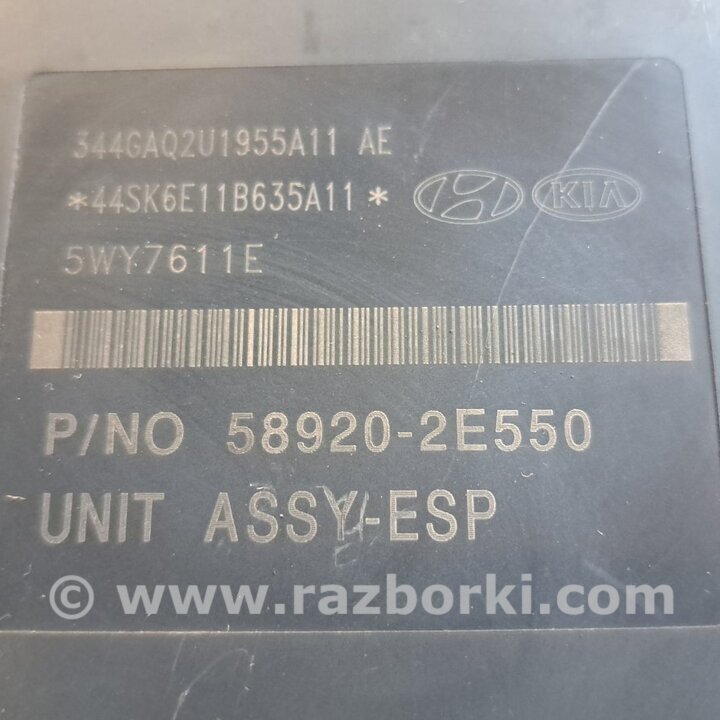 344GAQ2U1955A11 AE
*44SK6E11B635A11*
KIA
5WY7611E
P/NO 58920-2E550
UNIT ASSY-ESP
© www.razborki.com